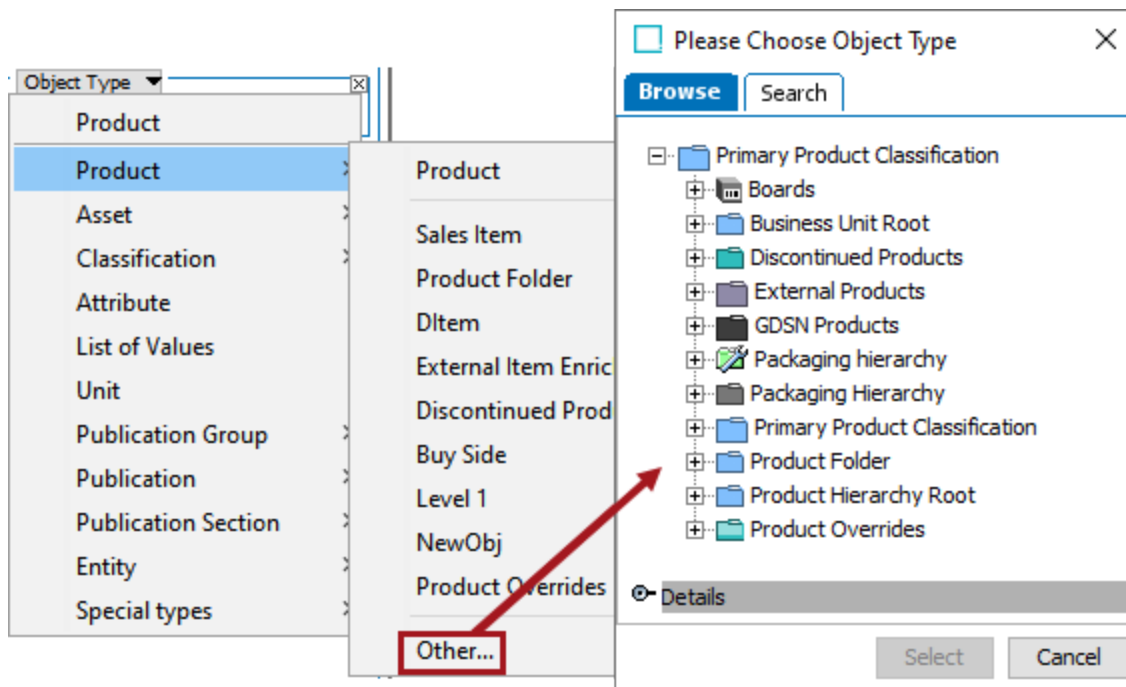 Object Type
Product
Product
Asset
Classification
Attribute
List of Values
Unit
Publication Group
Publication
Publication Section
Entity
Special types
Product
Sales Item
Product Folder
DItem
External Item Enric
Discontinued Prod
Buy Side
Level 1
NewObj
Product Overrides
Other...
Please Choose Object Type
Browse Search
Primary Product Classification
Boards
Business Unit Root
Discontinued Products
External Products
GDSN Products
Packaging hierarchy
Packaging Hierarchy
Primary Product Classification
Product Folder
Product Hierarchy Root
Product Overrides
Details
Select Cancel